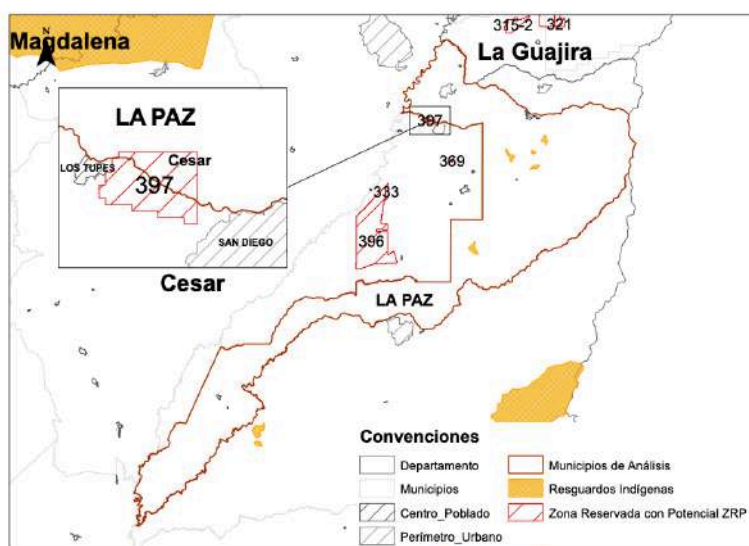 315-2
321
Magdalena
N
La Guajira
LA PAZ
397
Cesar
LOS TUPES
397
369
333
396
SAN DIEGO
Cesar
LA PAZ
Convenciones
Departamento
Municipios
Centro_Poblado
Perímetro_Urbano
Municipios de Análisis
Resguardos Indígenas
Zona Reservada con Potencial ZRP